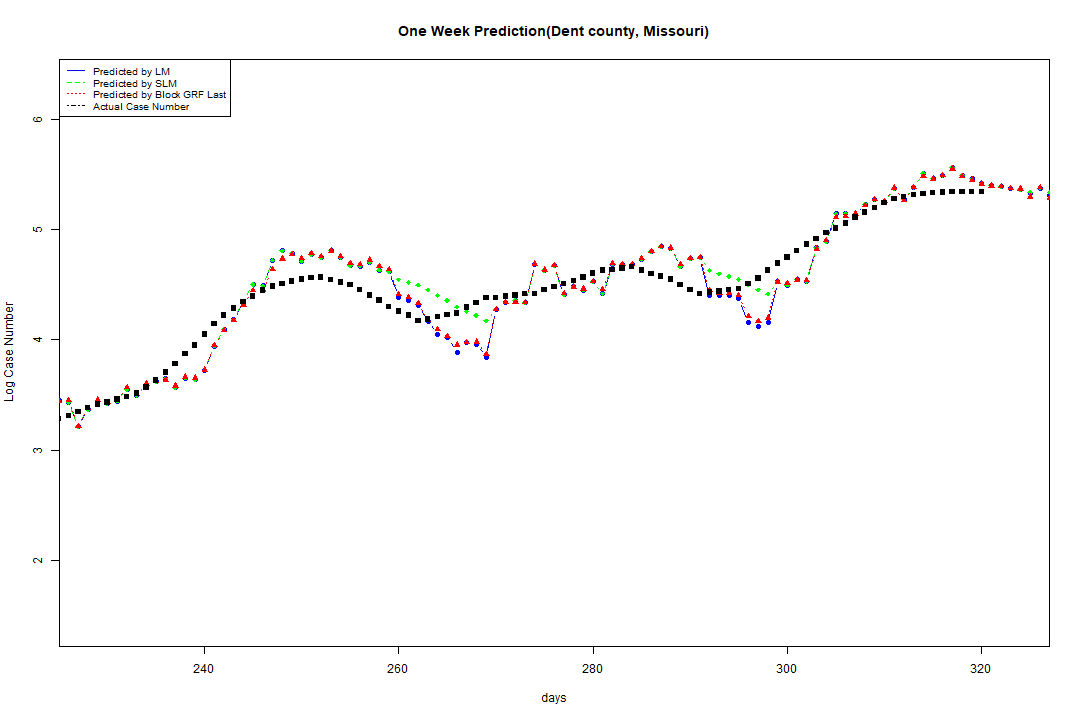 One Week Prediction(Dent county, Missouri)
Predicted by LM
Predicted by SLM
Predicted by Block GRF Last
Actual Case Number
6
5
4
3
2
Log Case Number
240 260 280 300 320
days